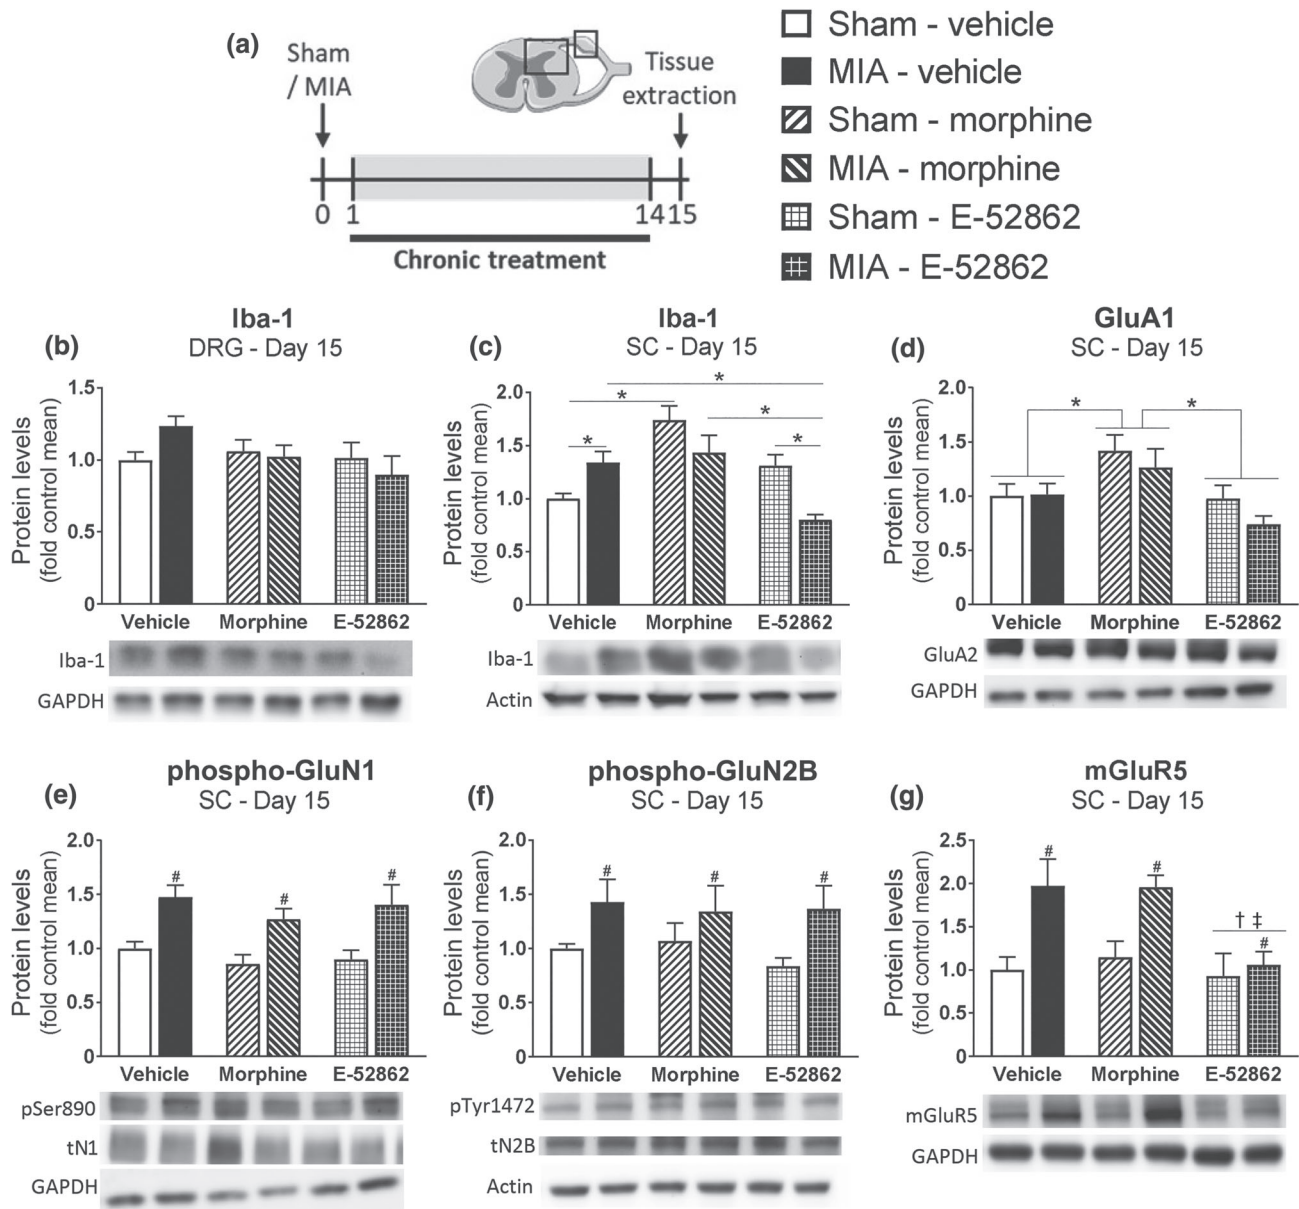 (a)
Sham
/ MIA
Tissue
extraction
0 1 14 15
Chronic treatment
Sham - vehicle
MIA - vehicle
Sham - morphine
MIA - morphine
Sham - E-52862
MIA - E-52862
(b)
Iba-1
DRG - Day 15
Protein levels
(fold control mean)
1.5
1.0
0.5
0
Vehicle Morphine E-52862
Iba-1
GAPDH
(c)
Iba-1
SC - Day 15
Protein levels
(fold control mean)
2.0
1.5
1.0
0.5
0
*
*
*
*
*
Vehicle Morphine E-52862
Iba-1
Actin
(d)
GluA1
SC - Day 15
Protein levels
(fold control mean)
2.0
1.5
1.0
0.5
0
* *
Vehicle Morphine E-52862
GluA2
GAPDH
(e)
phospho-GluN1
SC - Day 15
Protein levels
(fold control mean)
2.0
1.5
1.0
1.5
0
# # #
Vehicle Morphine E-52862
pSer890
tN1
GAPDH
(f)
phospho-GluN2B
SC - Day 15
Protein levels
(fold control mean)
2.0
1.5
1.0
1.5
0
# # #
Vehicle Morphine E-52862
pTyr1472
tN2B
Actin
(g)
mGluR5
SC - Day 15
Protein levels
(fold control mean)
2.5
2.0
1.5
1.0
0.5
0
# #
† ‡
#
Vehicle Morphine E-52862
mGluR5
GAPDH